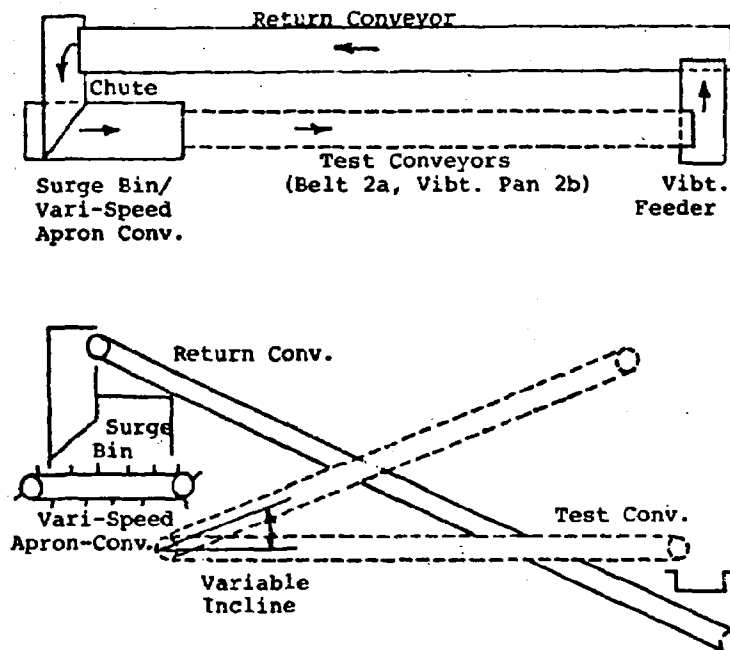 Return Conveyor
Chute
Test Conveyors
(Belt 2a, Vibt. Pan 2b)
Surge Bin/
Vari-Speed
Apron Conv.
Vibt.
Feeder
Return Conv.
Surge
Bin
Vari-Speed
Apron-Conv.
Test Conv.
Variable
Incline